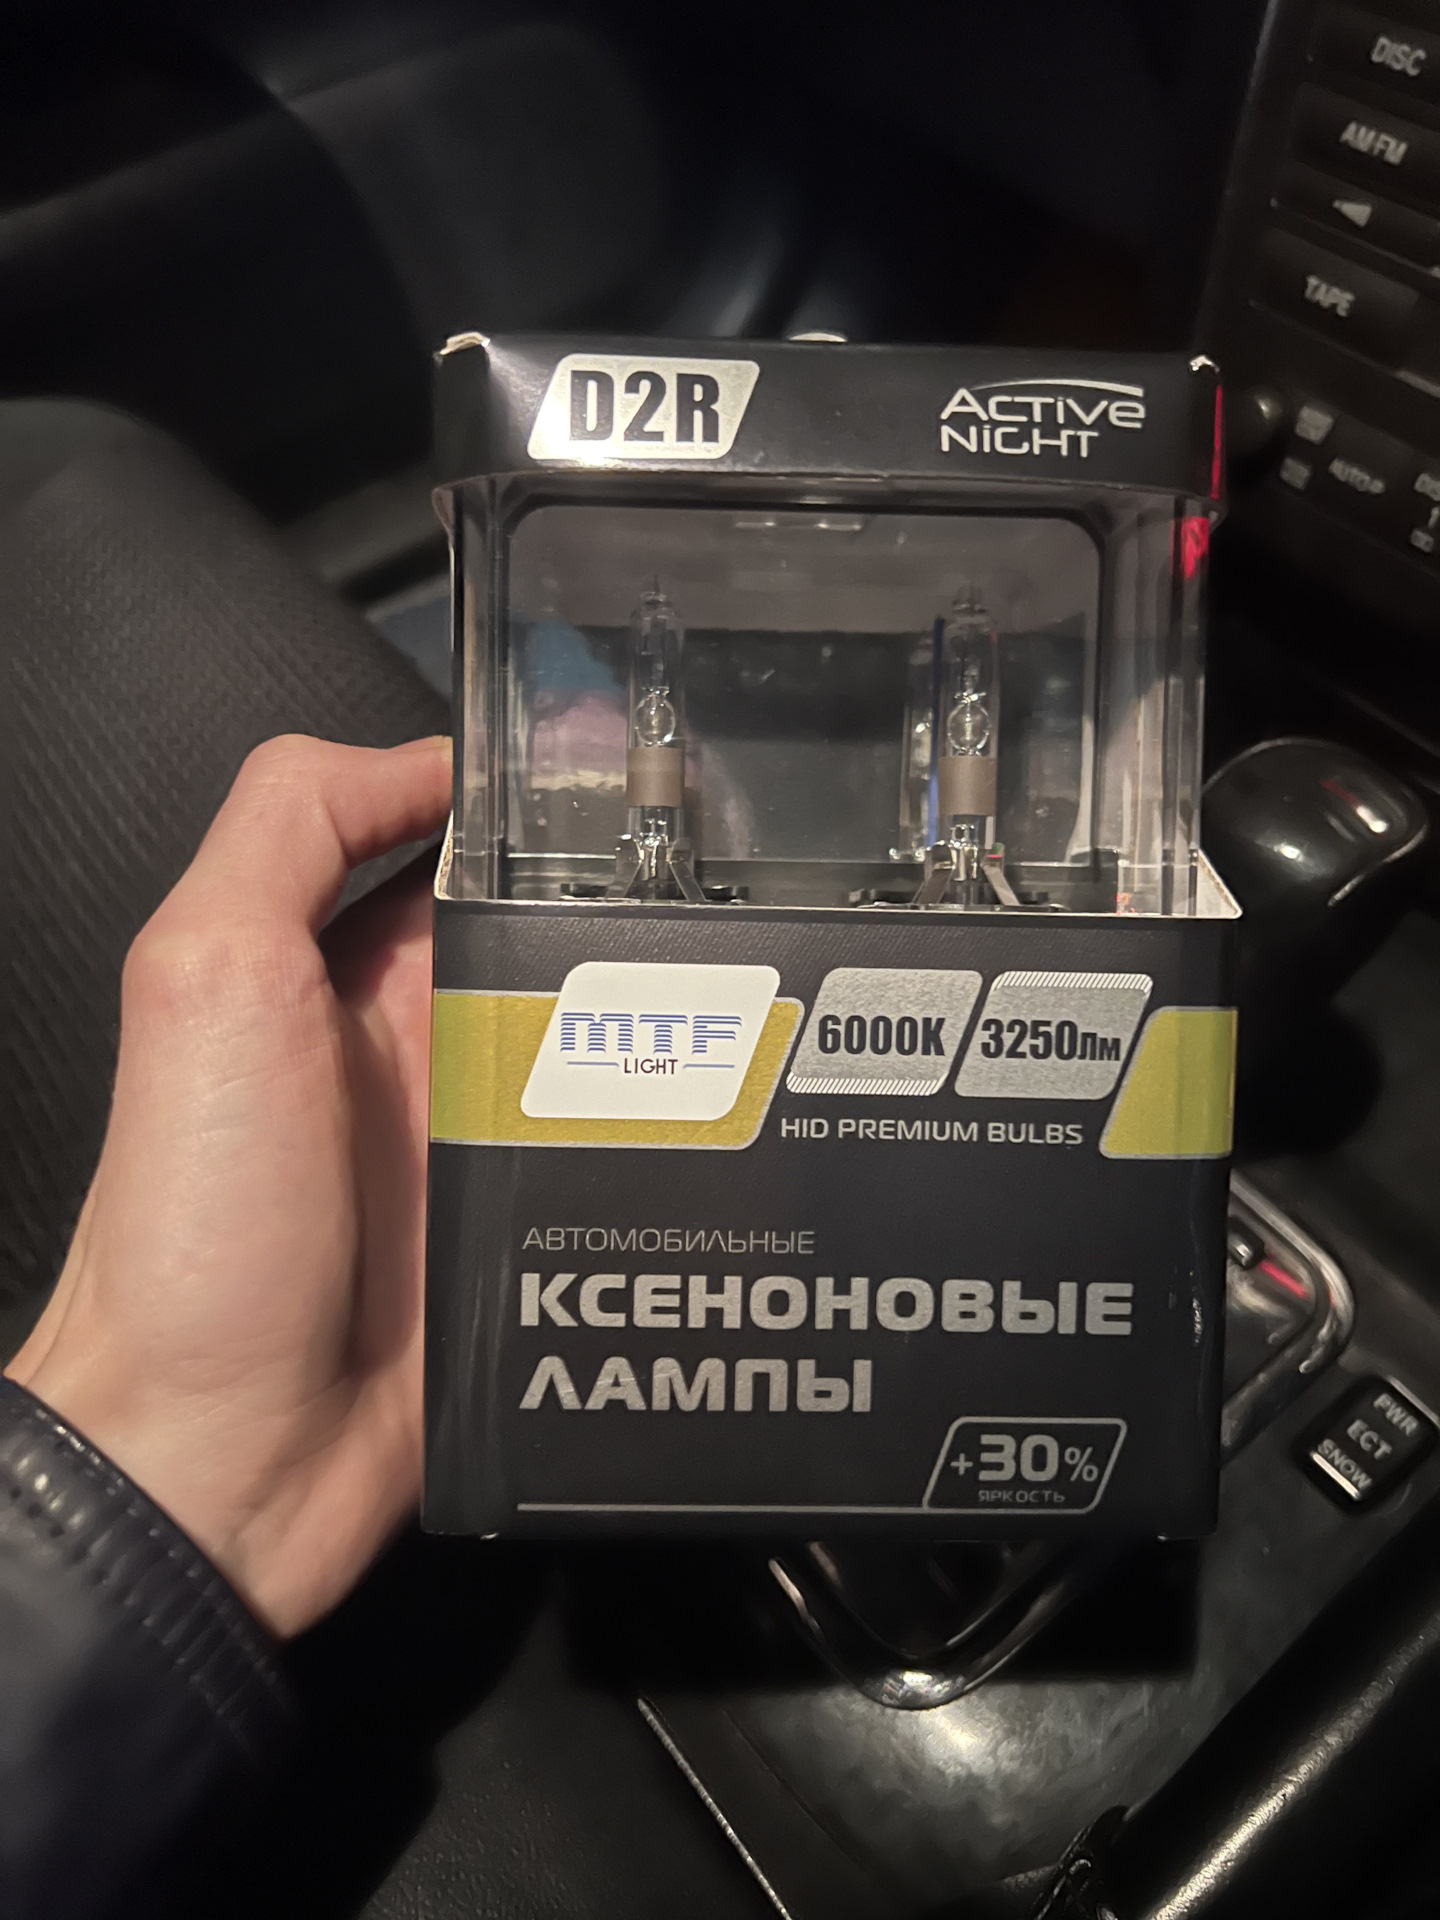 DISC
AM·FM
TAPE
AUTO·P
D2R
ACTiVe
NiGHT
MTF
LIGHT
6000K
3250лм
HID PREMIUM BULBS
АВТОМОБИЛЬНЫЕ
КСЕНОНОВЫЕ
ЛАМПЫ
+30%
ЯРКОСТЬ
PWR
ECT
SNOW